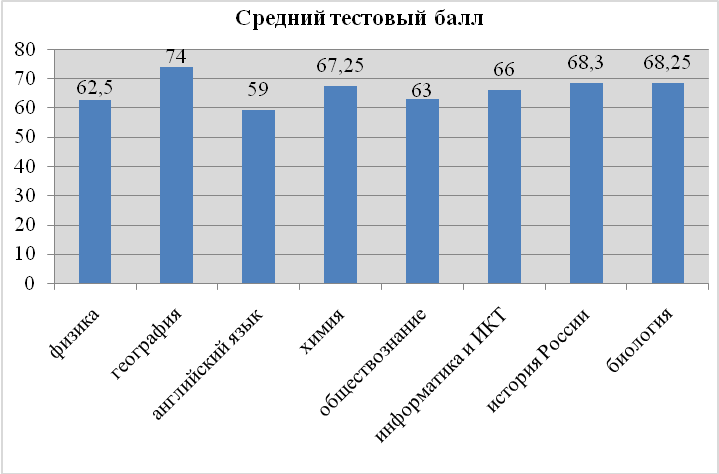 Средний тестовый балл
80
70
60
50
40
30
20
10
0
62,5
74
59
67,25
63
66
68,3
68,25
физика
география
английский язык
химия
обществознание
информатика и ИКТ
история России
биология